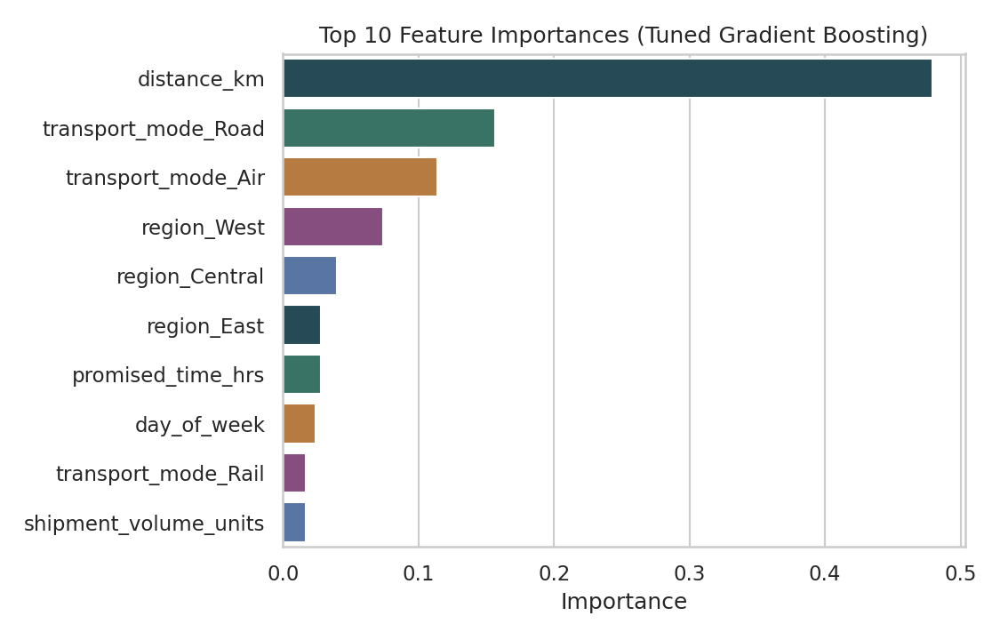 Top 10 Feature Importances (Tuned Gradient Boosting)
distance_km
transport_mode_Road
transport_mode_Air
region_West
region_Central
region_East
promised_time_hrs
day_of_week
transport_mode_Rail
shipment_volume_units
0.0 0.1 0.2 0.3 0.4 0.5
Importance